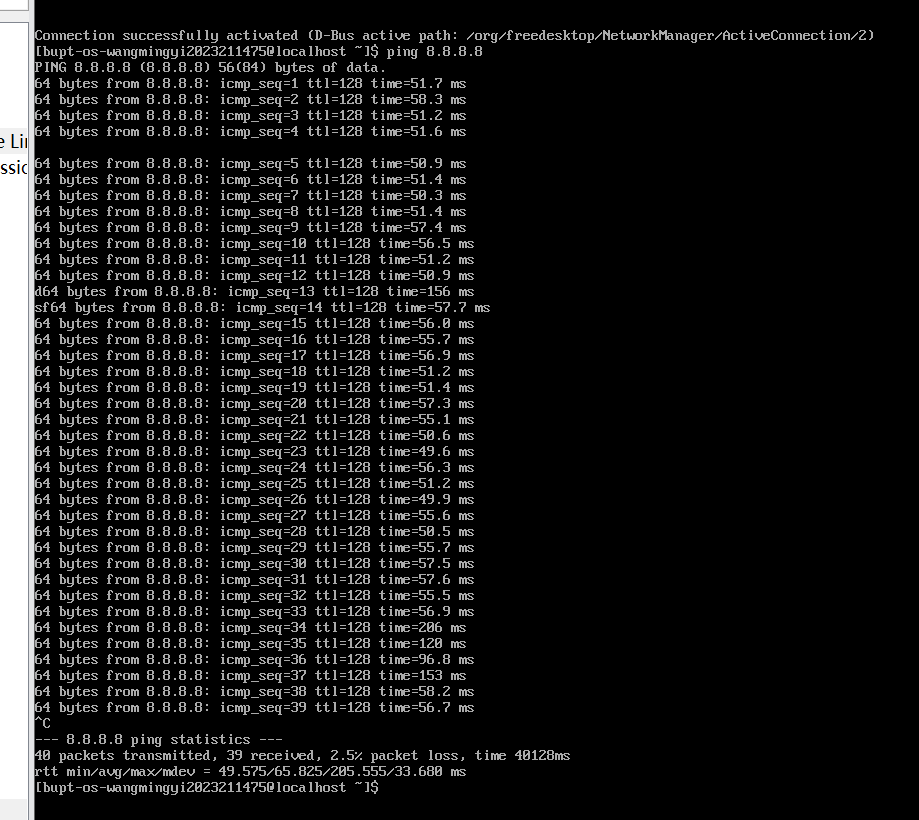 Connection successfully activated (D-Bus active path: /org/freedesktop/NetworkManager/ActiveConnection/2)
[bupt-os-wangmingyi2023211475@localhost ~]$ ping 8.8.8.8
PING 8.8.8.8 (8.8.8.8) 56(84) bytes of data.
64 bytes from 8.8.8.8: icmp_seq=1 ttl=128 time=51.7 ms
64 bytes from 8.8.8.8: icmp_seq=2 ttl=128 time=58.3 ms
64 bytes from 8.8.8.8: icmp_seq=3 ttl=128 time=51.2 ms
64 bytes from 8.8.8.8: icmp_seq=4 ttl=128 time=51.6 ms
e Lin
ssio
64 bytes from 8.8.8.8: icmp_seq=5 ttl=128 time=50.9 ms
64 bytes from 8.8.8.8: icmp_seq=6 ttl=128 time=51.4 ms
64 bytes from 8.8.8.8: icmp_seq=7 ttl=128 time=50.3 ms
64 bytes from 8.8.8.8: icmp_seq=8 ttl=128 time=51.4 ms
64 bytes from 8.8.8.8: icmp_seq=9 ttl=128 time=57.4 ms
64 bytes from 8.8.8.8: icmp_seq=10 ttl=128 time=56.5 ms
64 bytes from 8.8.8.8: icmp_seq=11 ttl=128 time=51.2 ms
64 bytes from 8.8.8.8: icmp_seq=12 ttl=128 time=50.9 ms
d64 bytes from 8.8.8.8: icmp_seq=13 ttl=128 time=156 ms
sf64 bytes from 8.8.8.8: icmp_seq=14 ttl=128 time=57.7 ms
64 bytes from 8.8.8.8: icmp_seq=15 ttl=128 time=56.0 ms
64 bytes from 8.8.8.8: icmp_seq=16 ttl=128 time=55.7 ms
64 bytes from 8.8.8.8: icmp_seq=17 ttl=128 time=56.9 ms
64 bytes from 8.8.8.8: icmp_seq=18 ttl=128 time=51.2 ms
64 bytes from 8.8.8.8: icmp_seq=19 ttl=128 time=51.4 ms
64 bytes from 8.8.8.8: icmp_seq=20 ttl=128 time=57.3 ms
64 bytes from 8.8.8.8: icmp_seq=21 ttl=128 time=55.1 ms
64 bytes from 8.8.8.8: icmp_seq=22 ttl=128 time=50.6 ms
64 bytes from 8.8.8.8: icmp_seq=23 ttl=128 time=49.6 ms
64 bytes from 8.8.8.8: icmp_seq=24 ttl=128 time=56.3 ms
64 bytes from 8.8.8.8: icmp_seq=25 ttl=128 time=51.2 ms
64 bytes from 8.8.8.8: icmp_seq=26 ttl=128 time=49.9 ms
64 bytes from 8.8.8.8: icmp_seq=27 ttl=128 time=55.6 ms
64 bytes from 8.8.8.8: icmp_seq=28 ttl=128 time=50.5 ms
64 bytes from 8.8.8.8: icmp_seq=29 ttl=128 time=55.7 ms
64 bytes from 8.8.8.8: icmp_seq=30 ttl=128 time=57.5 ms
64 bytes from 8.8.8.8: icmp_seq=31 ttl=128 time=57.6 ms
64 bytes from 8.8.8.8: icmp_seq=32 ttl=128 time=55.5 ms
64 bytes from 8.8.8.8: icmp_seq=33 ttl=128 time=56.9 ms
64 bytes from 8.8.8.8: icmp_seq=34 ttl=128 time=206 ms
64 bytes from 8.8.8.8: icmp_seq=35 ttl=128 time=120 ms
64 bytes from 8.8.8.8: icmp_seq=36 ttl=128 time=96.8 ms
64 bytes from 8.8.8.8: icmp_seq=37 ttl=128 time=153 ms
64 bytes from 8.8.8.8: icmp_seq=38 ttl=128 time=58.2 ms
64 bytes from 8.8.8.8: icmp_seq=39 ttl=128 time=56.7 ms
^C
--- 8.8.8.8 ping statistics ---
40 packets transmitted, 39 received, 2.5% packet loss, time 40128ms
rtt min/avg/max/mdev = 49.575/65.825/205.555/33.680 ms
[bupt-os-wangmingyi2023211475@localhost ~]$